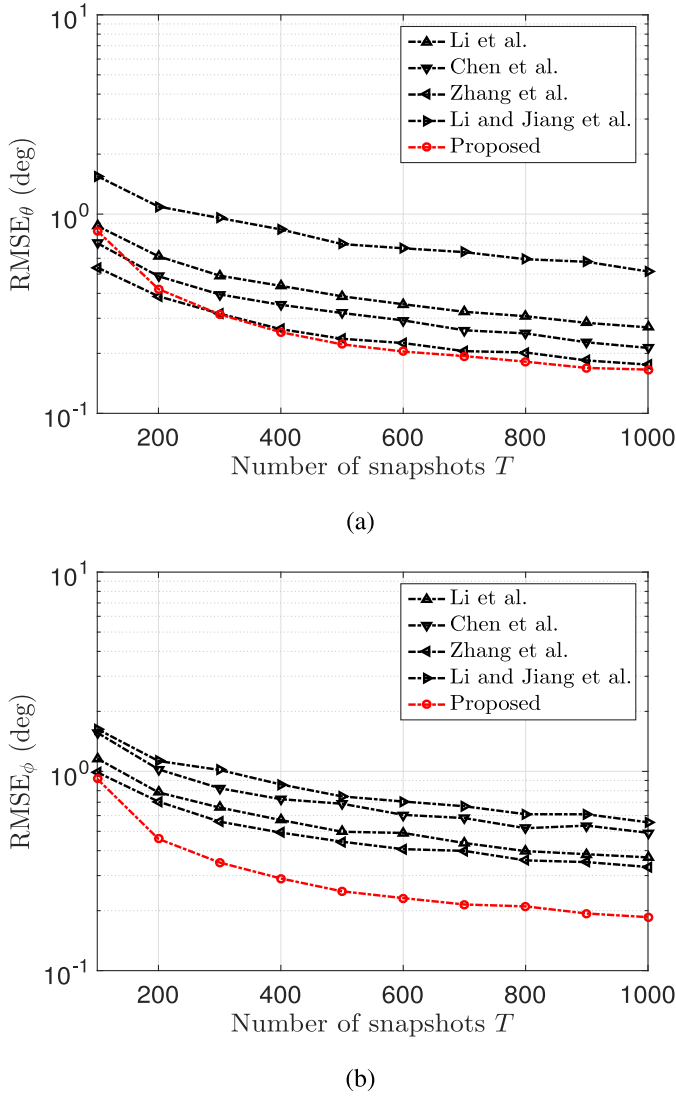 10^1
Li et al.
Chen et al.
Zhang et al.
Li and Jiang et al.
Proposed
RMSE_θ (deg)
10^0
10^-1
200 400 600 800 1000
Number of snapshots T
(a)
10^1
Li et al.
Chen et al.
Zhang et al.
Li and Jiang et al.
Proposed
RMSE_ϕ (deg)
10^0
10^-1
200 400 600 800 1000
Number of snapshots T
(b)